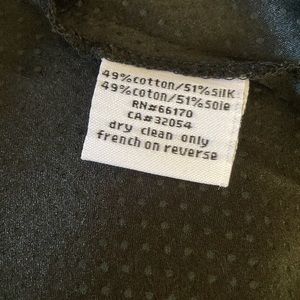 49%cotton/51%silk
49%coton/51%soie
RN#66170
CA#32054
dry clean only
french on reverse